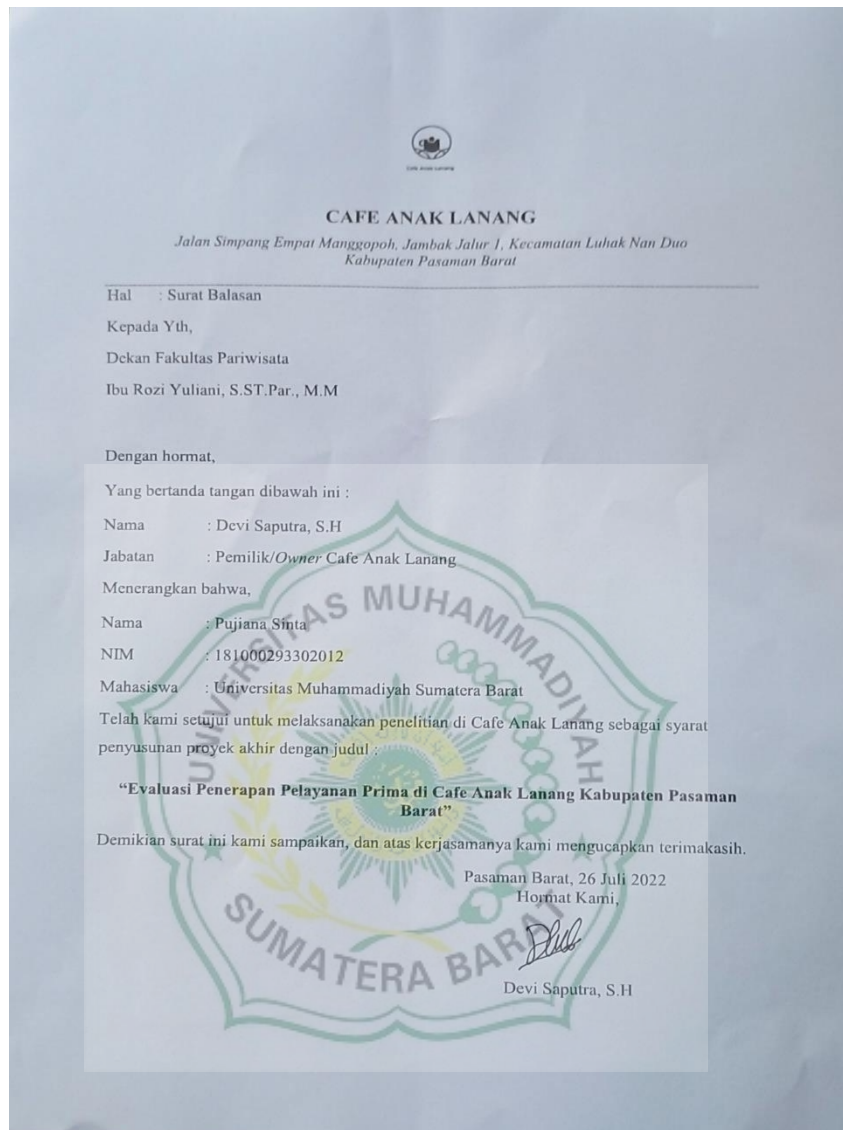 Cafe Anak Lanang
CAFE ANAK LANANG
Jalan Simpang Empat Manggopoh, Jambak Jalur 1, Kecamatan Luhak Nan Duo
Kabupaten Pasaman Barat
Hal : Surat Balasan
Kepada Yth,
Dekan Fakultas Pariwisata
Ibu Rozi Yuliani, S.ST.Par., M.M
Dengan hormat,
Yang bertanda tangan dibawah ini :
Nama : Devi Saputra, S.H
Jabatan : Pemilik/Owner Cafe Anak Lanang
Menerangkan bahwa,
Nama : Pujiana Sinta
NIM : 181000293302012
Mahasiswa : Universitas Muhammadiyah Sumatera Barat
Telah kami setujui untuk melaksanakan penelitian di Cafe Anak Lanang sebagai syarat
penyusunan proyek akhir dengan judul :
“Evaluasi Penerapan Pelayanan Prima di Cafe Anak Lanang Kabupaten Pasaman
Barat”
Demikian surat ini kami sampaikan, dan atas kerjasamanya kami mengucapkan terimakasih.
Pasaman Barat, 26 Juli 2022
Hormat Kami,
Devi Saputra, S.H
UNIVERSITAS MUHAMMADIYAH
SUMATERA BARAT